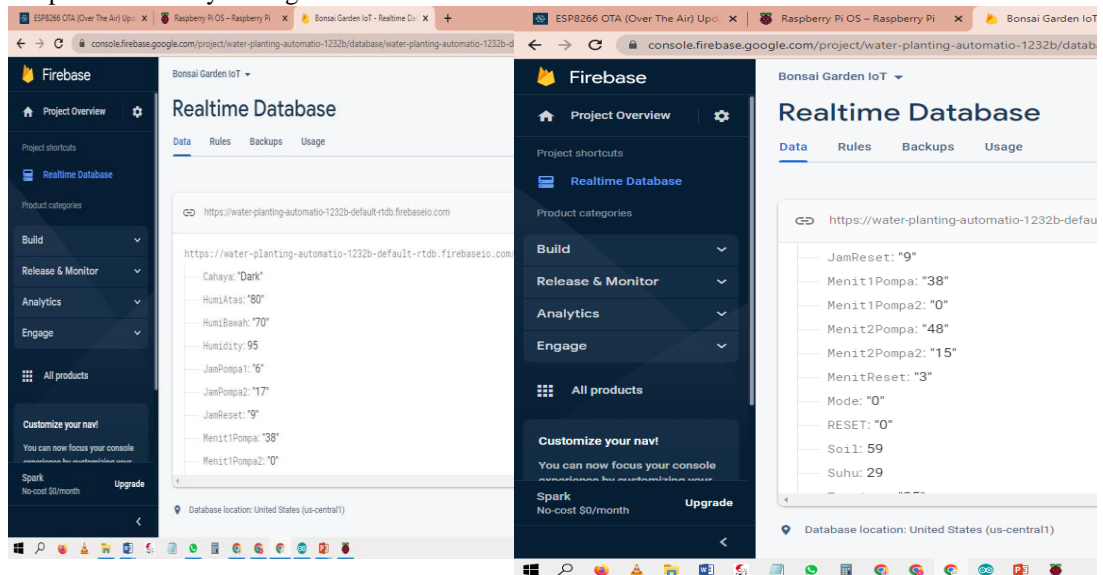 ESP8266 OTA (Over The Air) Upd
Raspberry Pi OS – Raspberry Pi
Bonsai Garden IoT - Realtime Da
console.firebase.google.com/project/water-planting-automatio-1232b/database/water-planting-automatio-1232b-d
Firebase
Project Overview
Project shortcuts
Realtime Database
Product categories
Build
Release & Monitor
Analytics
Engage
All products
Customize your nav!
You can now focus your console
Spark
No-cost $0/month
Upgrade
Bonsai Garden IoT
Realtime Database
Data Rules Backups Usage
https://water-planting-automatio-1232b-default-rtdb.firebaseio.com
https://water-planting-automatio-1232b-default-rtdb.firebaseio.com/
Cahaya: "Dark"
HumiAtas: "80"
HumiBawah: "70"
Humidity: 95
JamPompa1: "6"
JamPompa2: "17"
JamReset: "9"
Menit1Pompa: "38"
Menit1Pompa2: "0"
Database location: United States (us-central1)
ESP8266 OTA (Over The Air) Upd
Raspberry Pi OS – Raspberry Pi
Bonsai Garden IoT
console.firebase.google.com/project/water-planting-automatio-1232b/datab
Firebase
Project Overview
Project shortcuts
Realtime Database
Product categories
Build
Release & Monitor
Analytics
Engage
All products
Customize your nav!
You can now focus your console
Spark
No-cost $0/month
Upgrade
Bonsai Garden IoT
Realtime Database
Data Rules Backups Usage
https://water-planting-automatio-1232b-defau
JamReset: "9"
Menit1Pompa: "38"
Menit1Pompa2: "0"
Menit2Pompa: "48"
Menit2Pompa2: "15"
MenitReset: "3"
Mode: "0"
RESET: "0"
Soil: 59
Suhu: 29
Database location: United States (us-central1)